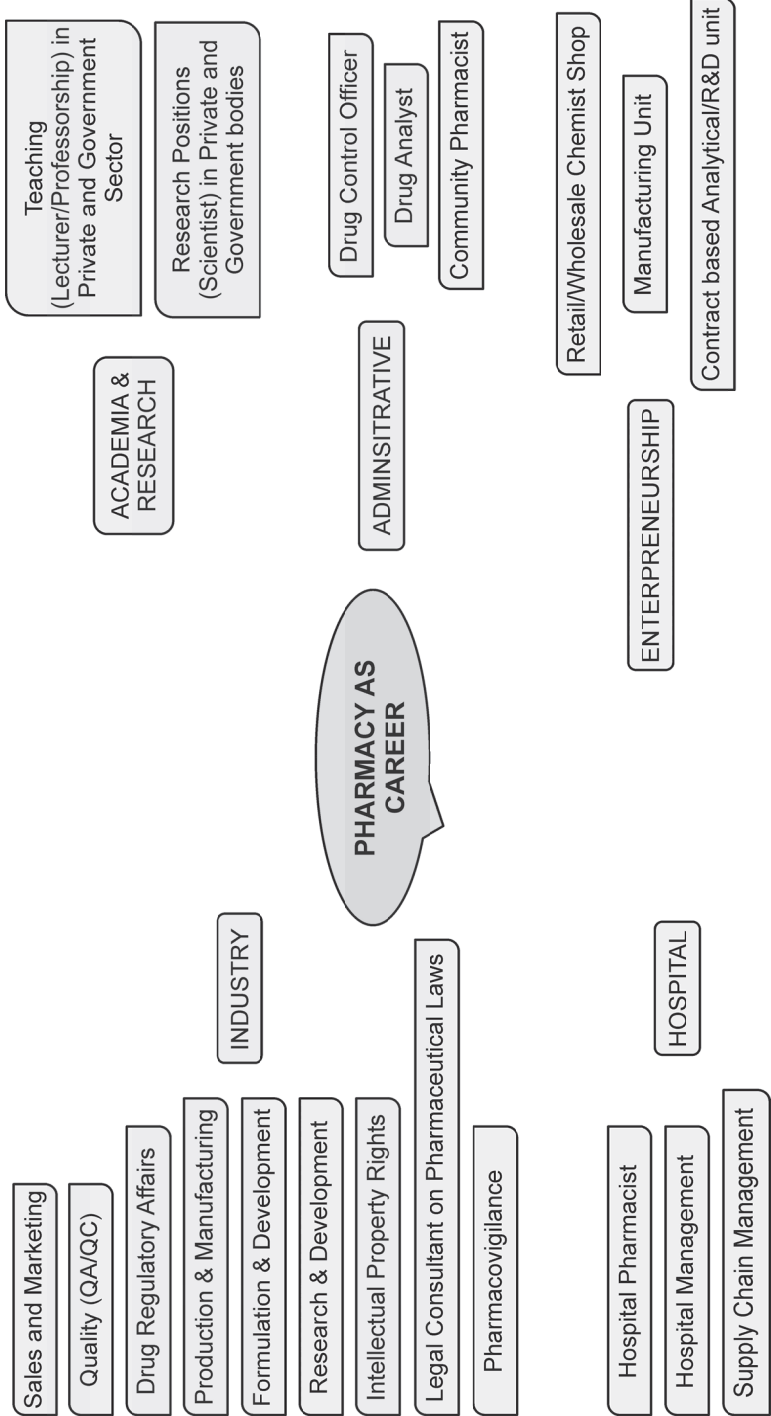 PHARMACY AS
CAREER
INDUSTRY
Sales and Marketing
Quality (QA/QC)
Drug Regulatory Affairs
Production & Manufacturing
Formulation & Development
Research & Development
Intellectual Property Rights
Legal Consultant on Pharmaceutical Laws
Pharmacovigilance
HOSPITAL
Hospital Pharmacist
Hospital Management
Supply Chain Management
ACADEMIA &
RESEARCH
Teaching
(Lecturer/Professorship) in
Private and Government
Sector
Research Positions
(Scientist) in Private and
Government bodies
ADMINSITRATIVE
Drug Control Officer
Drug Analyst
Community Pharmacist
ENTERPRENEURSHIP
Retail/Wholesale Chemist Shop
Manufacturing Unit
Contract based Analytical/R&D unit